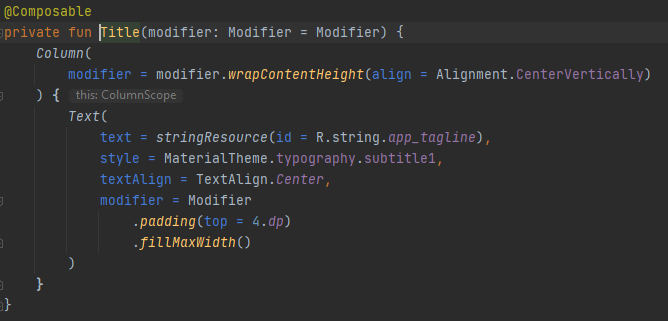 @Composable
private fun Title(modifier: Modifier = Modifier) {
    Column(
        modifier = modifier.wrapContentHeight(align = Alignment.CenterVertically)
    ) { this: ColumnScope
        Text(
            text = stringResource(id = R.string.app_tagline),
            style = MaterialTheme.typography.subtitle1,
            textAlign = TextAlign.Center,
            modifier = Modifier
                .padding(top = 4.dp)
                .fillMaxWidth()
        )
    }
}